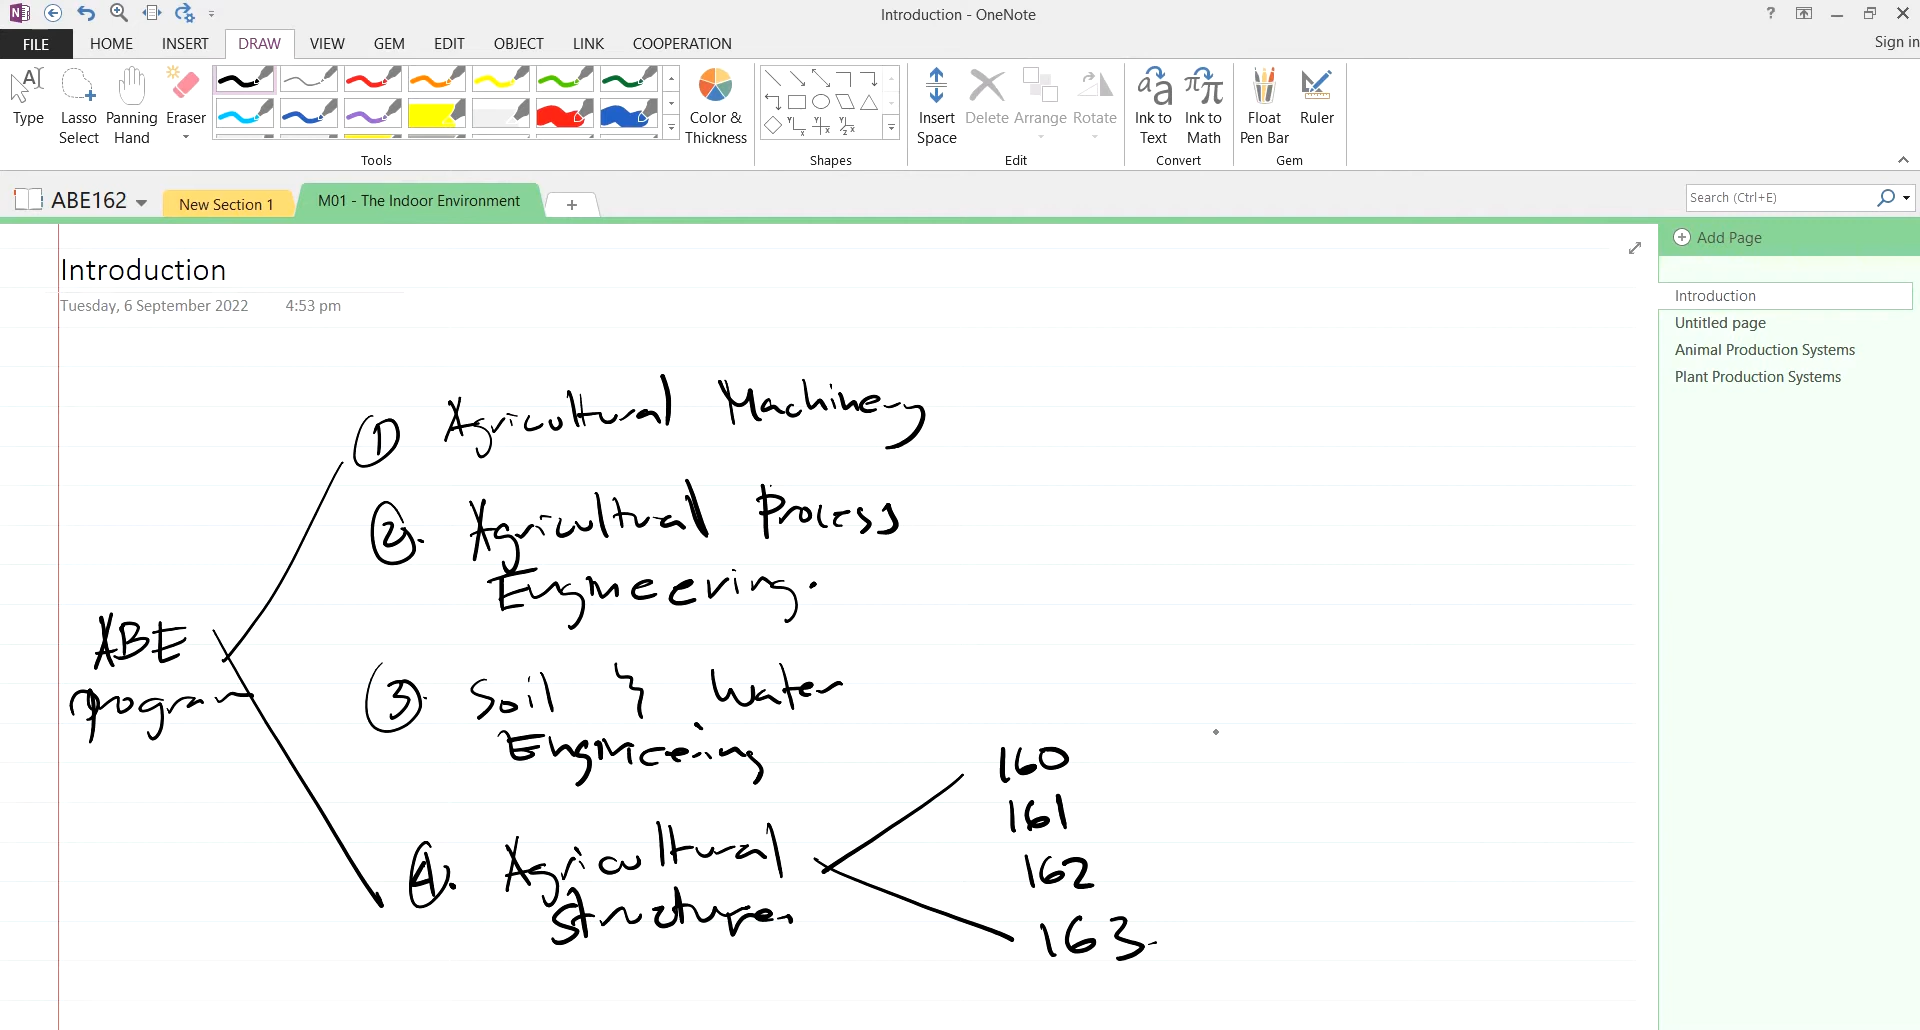 Introduction - OneNote
?
Sign in
FILE HOME INSERT DRAW VIEW GEM EDIT OBJECT LINK COOPERATION
Type
Lasso Select
Panning Hand
Eraser
Color & Thickness
Insert Space
Delete
Arrange
Rotate
Ink to Text
Ink to Math
Float Pen Bar
Ruler
Tools
Shapes
Edit
Convert
Gem
ABE162
New Section 1
M01 - The Indoor Environment
+
Search (Ctrl+E)
Add Page
Introduction
Untitled page
Animal Production Systems
Plant Production Systems
Introduction
Tuesday, 6 September 2022 4:53 pm
ABE
program
① Agricultural Machinery
②. Agricultural Process
Engineering.
③. Soil & Water
Engineering
④. Agricultural
Structures
160
161
162
163.